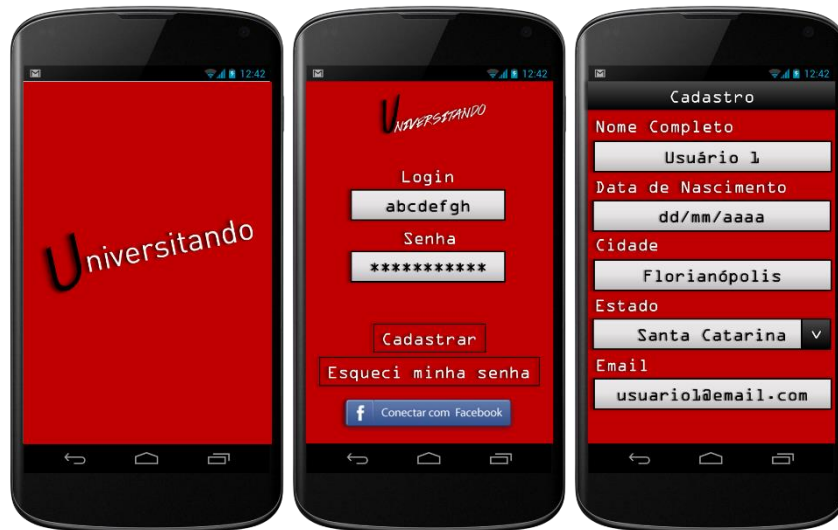 12:42
Universitando
12:42
UNIVERSITANDO
Login
abcdefgh
Senha
***********
Cadastrar
Esqueci minha senha
f Conectar com Facebook
12:42
Cadastro
Nome Completo
Usuário 1
Data de Nascimento
dd/mm/aaaa
Cidade
Florianópolis
Estado
Santa Catarina
Email
usuario1@email.com